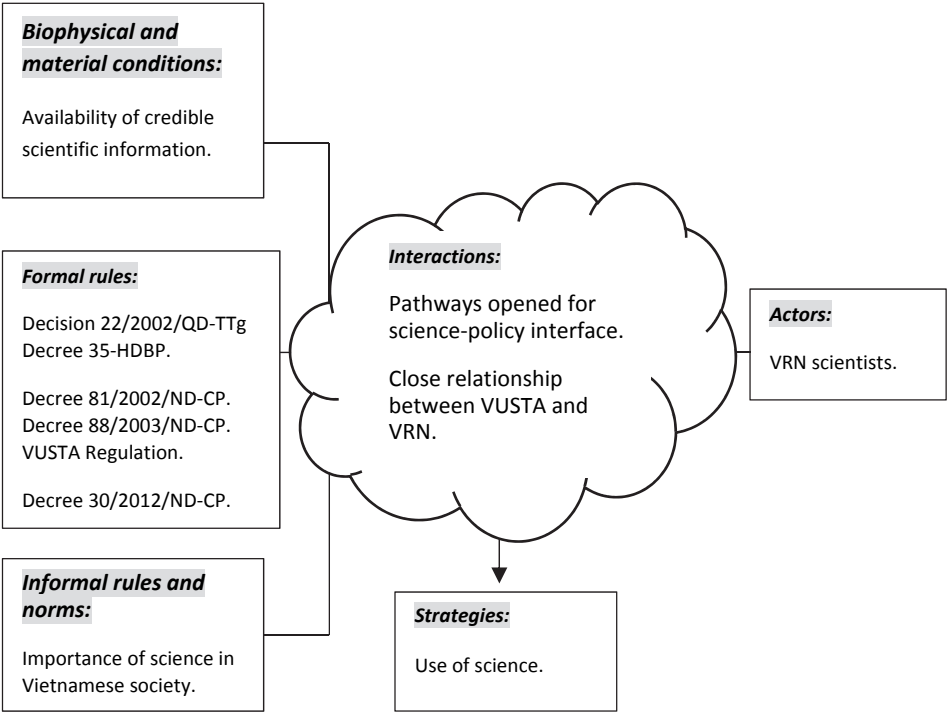 Biophysical and
material conditions:
Availability of credible
scientific information.
Formal rules:
Decision 22/2002/QD-TTg
Decree 35-HDBP.
Decree 81/2002/ND-CP.
Decree 88/2003/ND-CP.
VUSTA Regulation.
Decree 30/2012/ND-CP.
Informal rules and
norms:
Importance of science in
Vietnamese society.
Interactions:
Pathways opened for
science-policy interface.
Close relationship
between VUSTA and
VRN.
Actors:
VRN scientists.
Strategies:
Use of science.